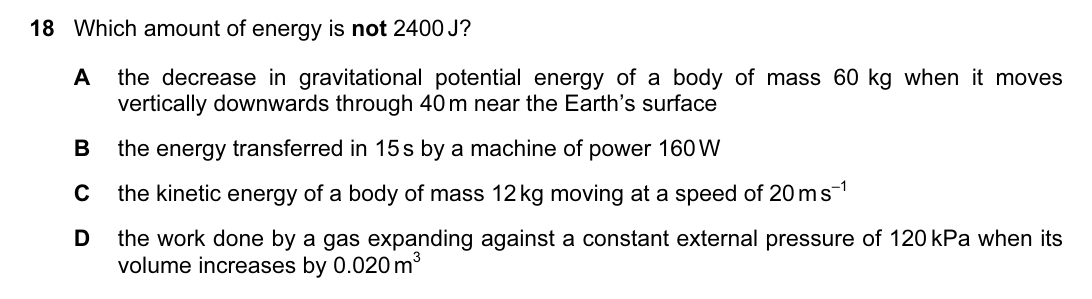 18 Which amount of energy is not 2400 J?
A the decrease in gravitational potential energy of a body of mass 60 kg when it moves
vertically downwards through 40 m near the Earth's surface
B the energy transferred in 15 s by a machine of power 160 W
C the kinetic energy of a body of mass 12 kg moving at a speed of 20 m s⁻¹
D the work done by a gas expanding against a constant external pressure of 120 kPa when its
volume increases by 0.020 m³